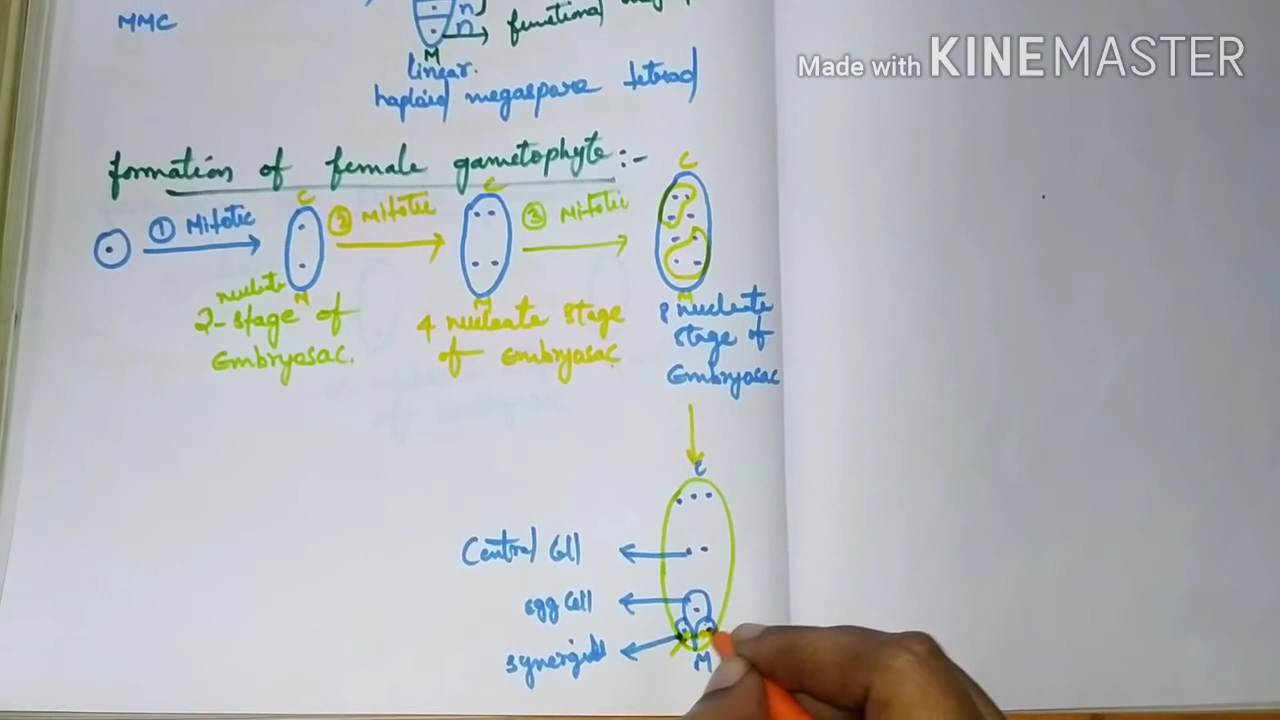 MMC
n
n
functional
M
linear.
haploid megaspore tetrad
Made with KINEMASTER
formation of female gametophyte:-
C
① Mitotic
C
② Mitotic
C
③ Mitotic
M
M
M
nucleate
2-stage of
Embryosac.
4 nucleate stage
of embryosac
8 nucleate
stage of
Embryosac
C
Central Cell
egg cell
synergids
M